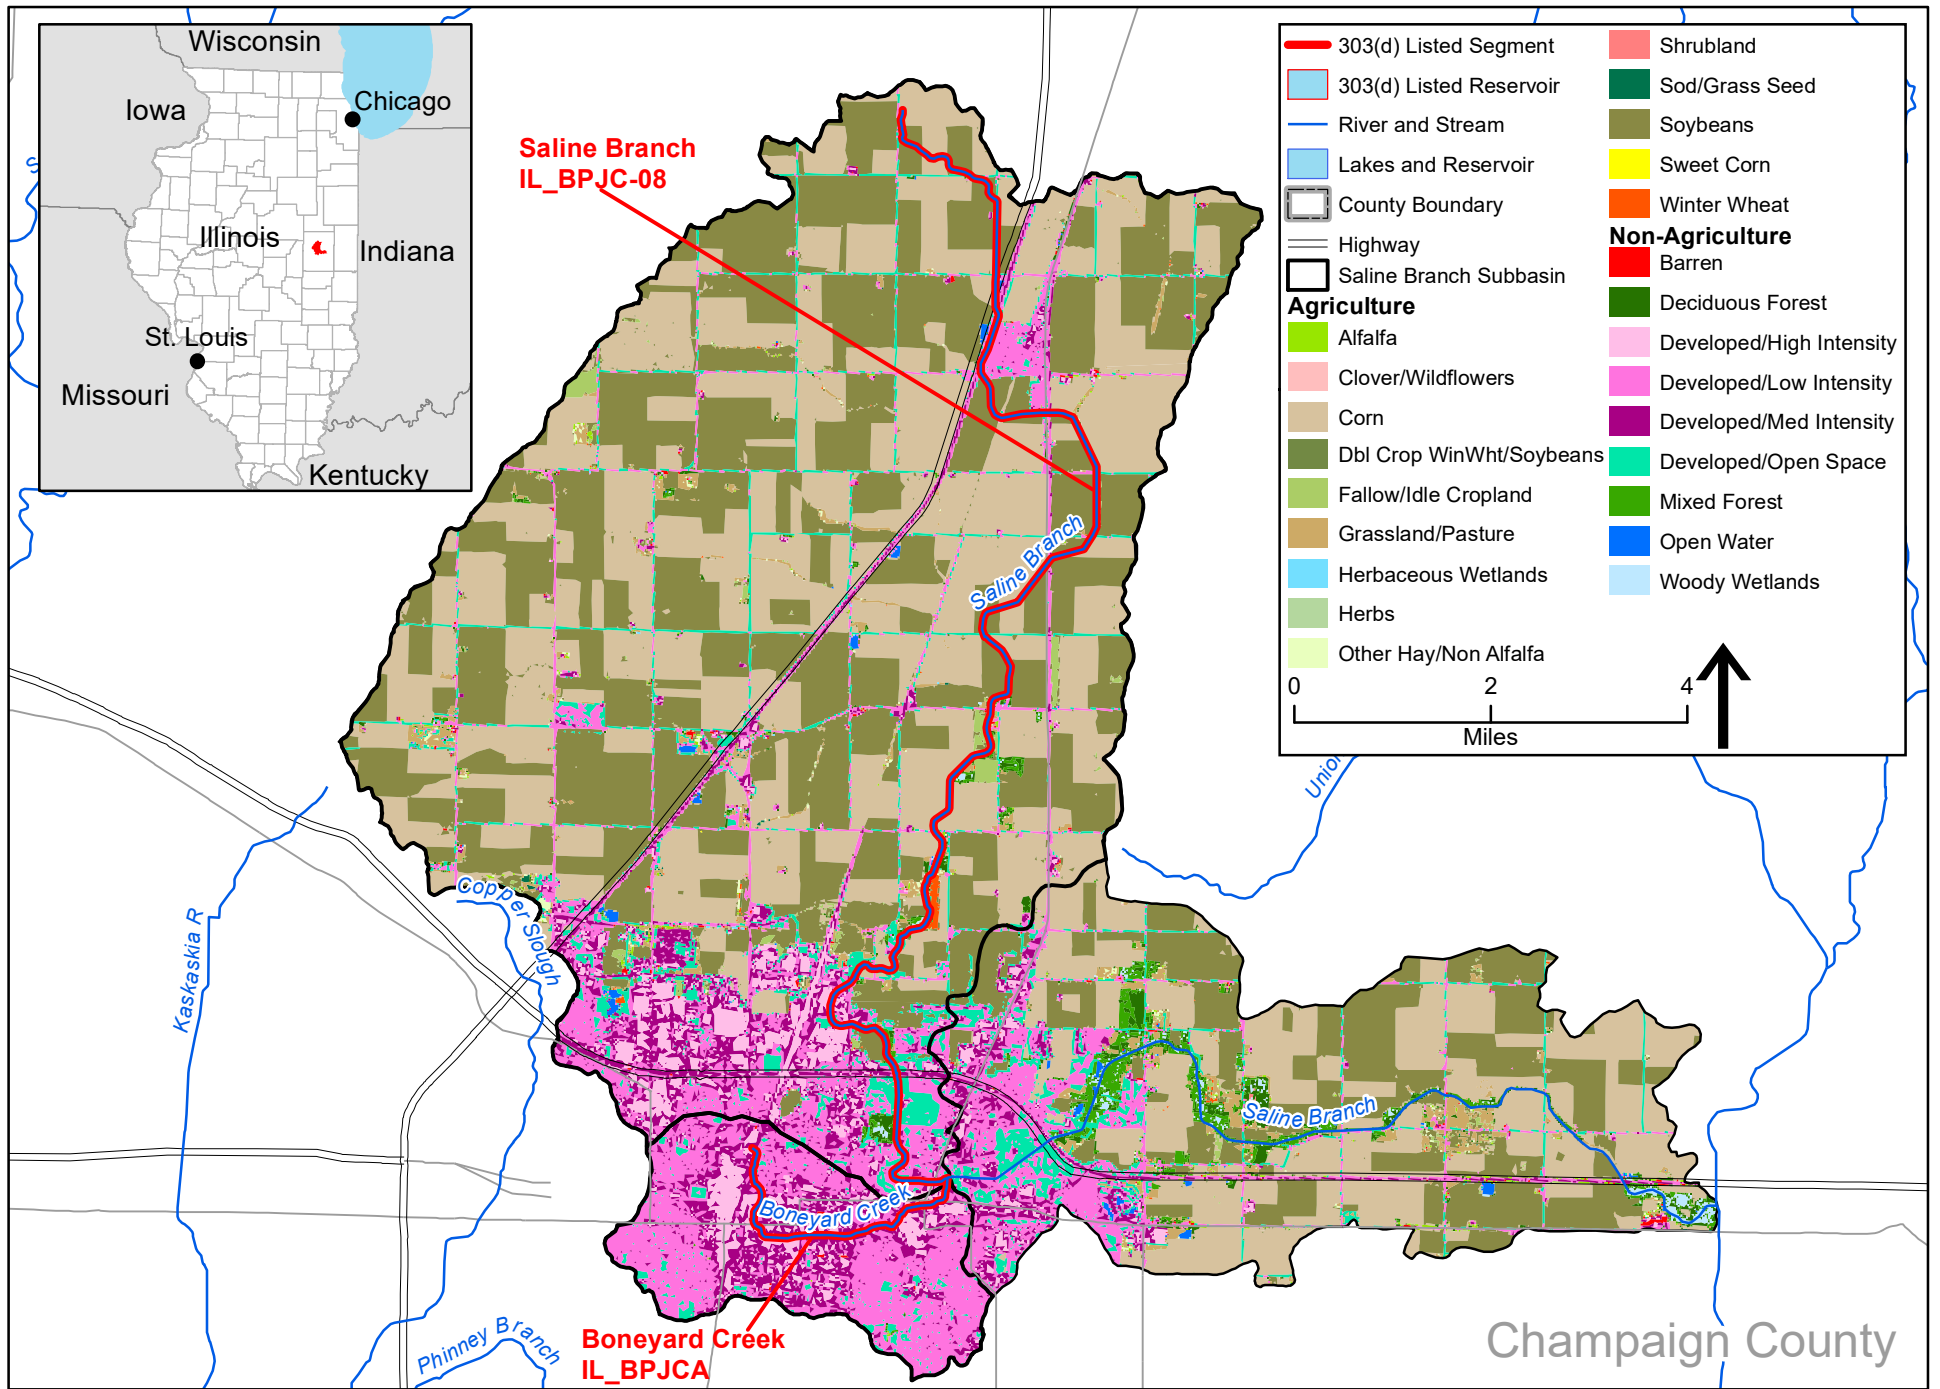 Wisconsin
Iowa
Chicago
Illinois
Indiana
St. Louis
Missouri
Kentucky
Saline Branch
IL_BPJC-08
303(d) Listed Segment
303(d) Listed Reservoir
River and Stream
Lakes and Reservoir
County Boundary
Highway
Saline Branch Subbasin
Agriculture
Alfalfa
Clover/Wildflowers
Corn
Dbl Crop WinWht/Soybeans
Fallow/Idle Cropland
Grassland/Pasture
Herbaceous Wetlands
Herbs
Other Hay/Non Alfalfa
Shrubland
Sod/Grass Seed
Soybeans
Sweet Corn
Winter Wheat
Non-Agriculture
Barren
Deciduous Forest
Developed/High Intensity
Developed/Low Intensity
Developed/Med Intensity
Developed/Open Space
Mixed Forest
Open Water
Woody Wetlands
0 2 4
Miles
Saline Branch
Union
Copper Slough
Kaskaskia R
Saline Branch
Boneyard Creek
Phinney Branch
Boneyard Creek
IL_BPJCA
Champaign County